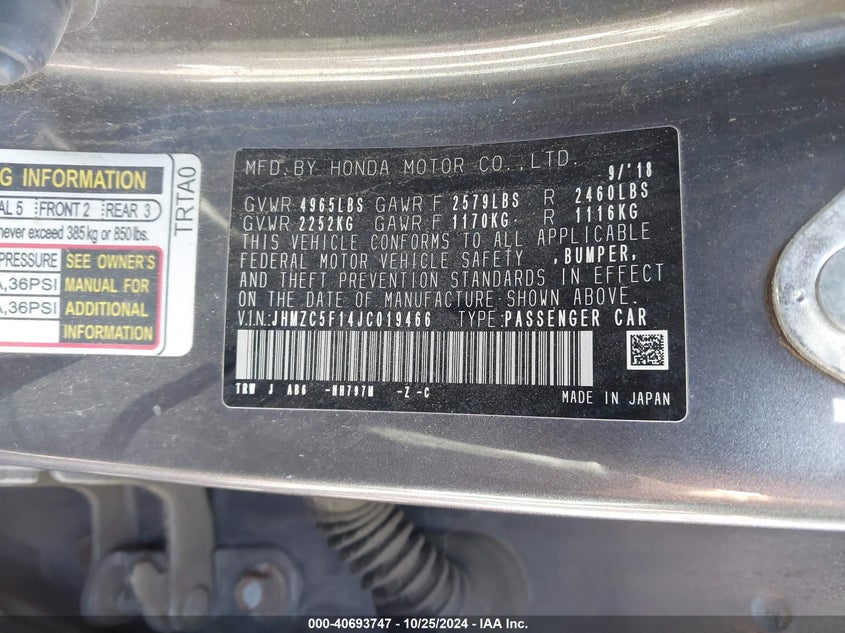 G INFORMATION
AL 5 FRONT 2 REAR 3
never exceed 385 kg or 850 lbs.
PRESSURE SEE OWNER'S
A,36PSI MANUAL FOR
A,36PSI ADDITIONAL
INFORMATION
TRTA0
MFD.BY HONDA MOTOR CO.,LTD. 9/'18
GVWR 4965LBS GAWR F 2579LBS R 2460LBS
GVWR 2252KG GAWR F 1170KG R 1116KG
THIS VEHICLE CONFORMS TO ALL APPLICABLE
FEDERAL MOTOR VEHICLE SAFETY ,BUMPER,
AND THEFT PREVENTION STANDARDS IN EFFECT
ON THE DATE OF MANUFACTURE SHOWN ABOVE.
V.I.N: JHMZC5F14JC019466 TYPE:PASSENGER CAR
TRW J AB6 -NH797M -Z -C
MADE IN JAPAN
000-40693747 - 10/25/2024 - IAA Inc.